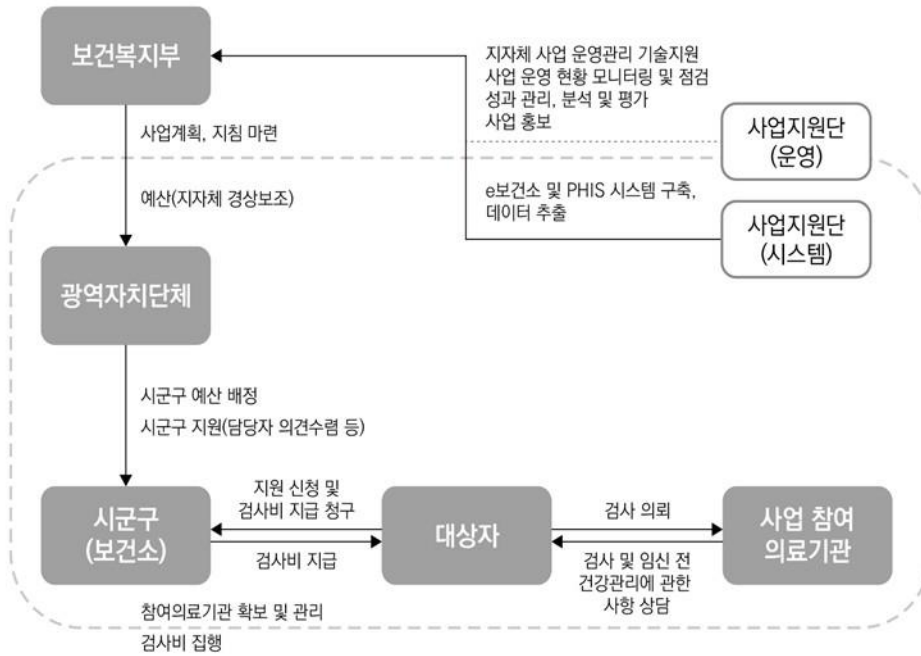 보건복지부
지자체 사업 운영관리 기술지원
사업 운영 현황 모니터링 및 점검
성과 관리, 분석 및 평가
사업 홍보
사업지원단
(운영)
사업계획, 지침 마련
예산(지자체 경상보조)
e보건소 및 PHIS 시스템 구축,
데이터 추출
사업지원단
(시스템)
광역자치단체
시군구 예산 배정
시군구 지원(담당자 의견수렴 등)
시군구
(보건소)
지원 신청 및
검사비 지급 청구
검사비 지급
대상자
검사 의뢰
검사 및 임신 전
건강관리에 관한
사항 상담
사업 참여
의료기관
참여의료기관 확보 및 관리
검사비 집행